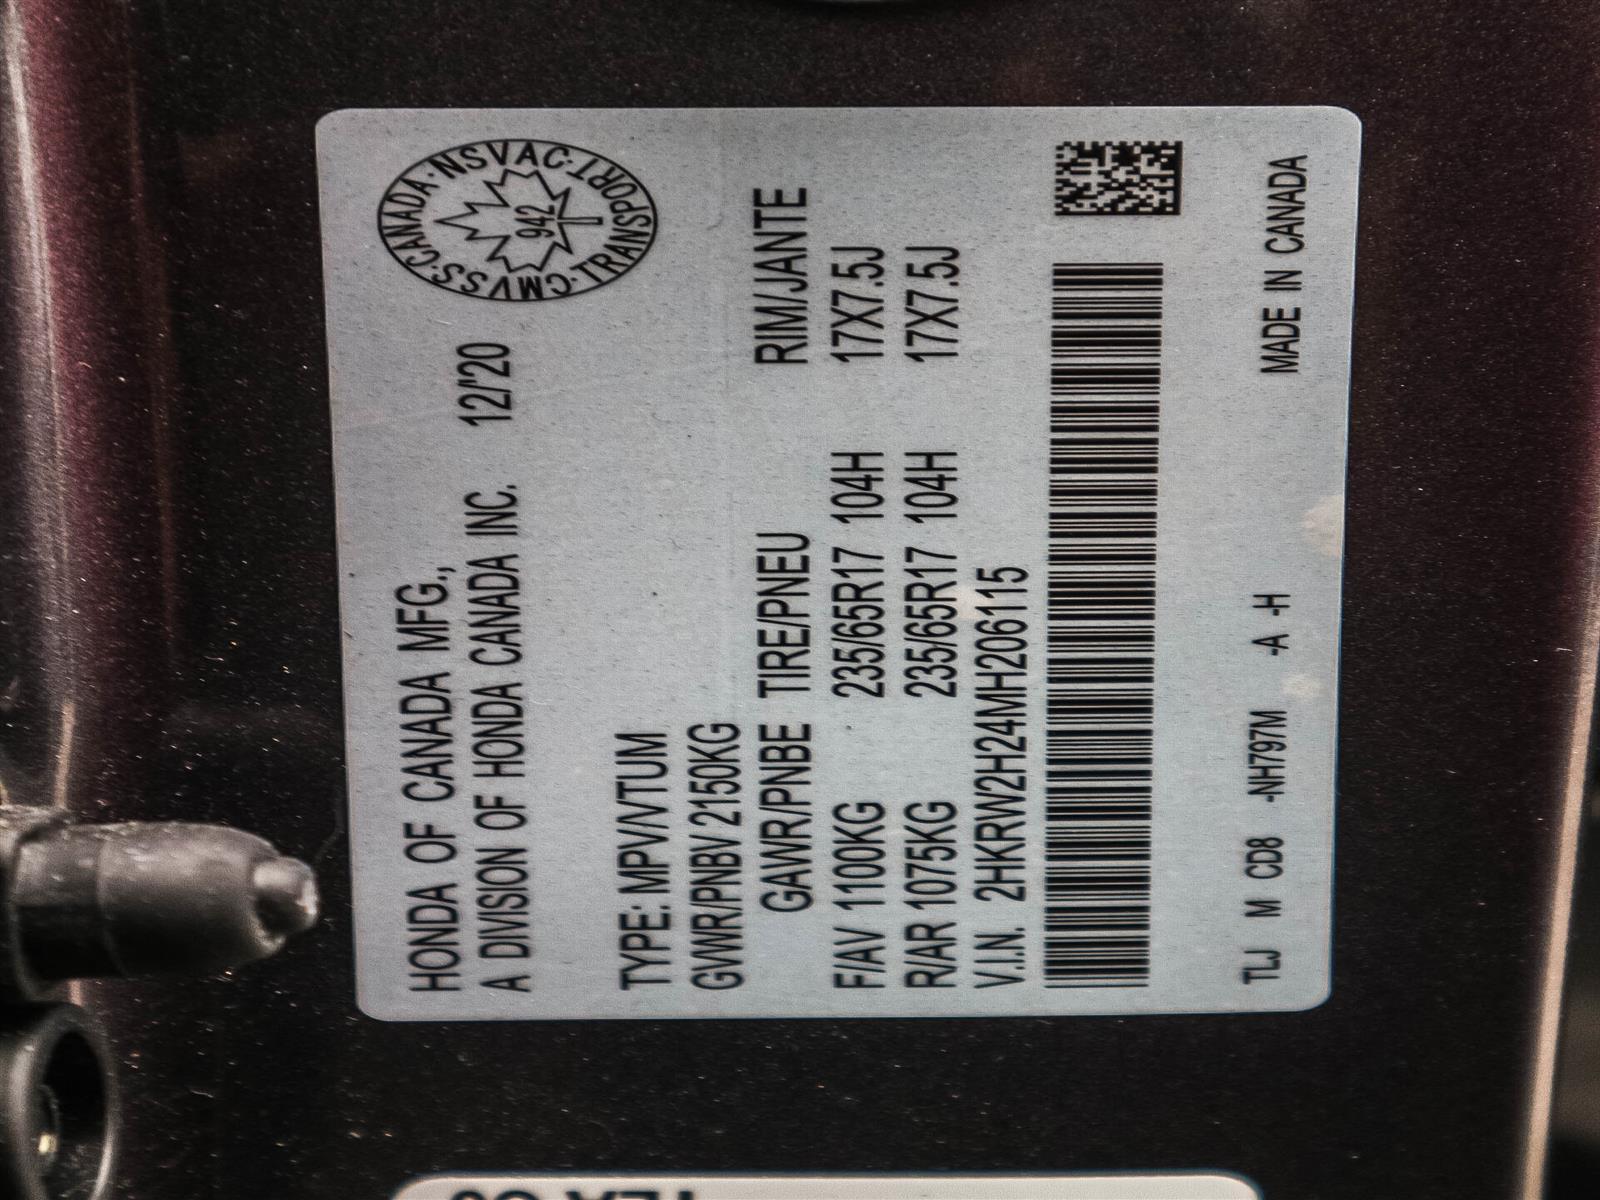 HONDA OF CANADA MFG.,
A DIVISION OF HONDA CANADA INC. 12/'20
CANADA · NSVAC · TRANSPORT · CMVSS ·
942
TYPE: MPV/VTUM
GVWR/PNBV 2150KG
GAWR/PNBE TIRE/PNEU RIM/JANTE
F/AV 1100KG 235/65R17 104H 17X7.5J
R/AR 1075KG 235/65R17 104H 17X7.5J
V.I.N. 2HKRW2H24MH206115
TLJ M CD8 -NH797M -A -H MADE IN CANADA